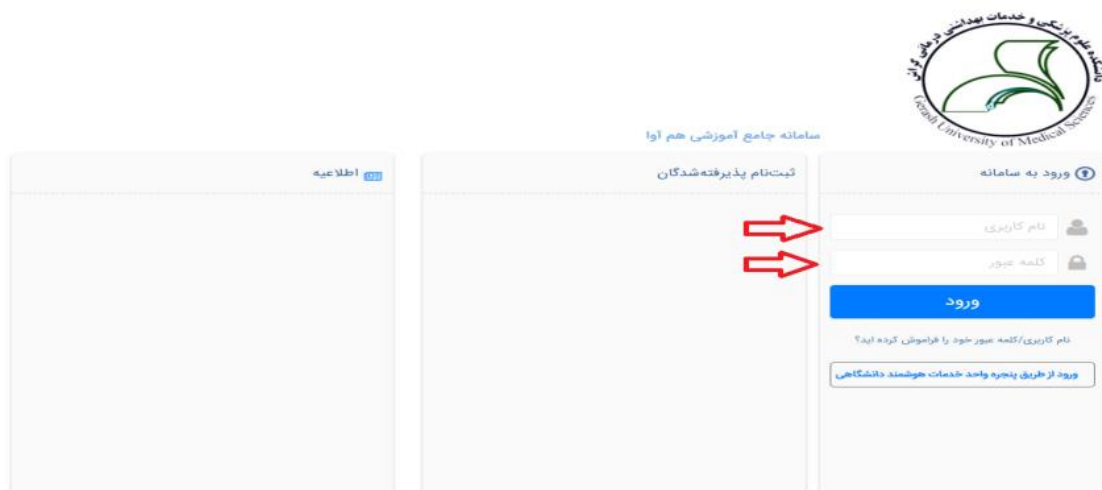 دانشکده علوم پزشکی و خدمات بهداشتی درمانی گراش
Gerash University of Medical Sciences
سامانه جامع آموزشی هم آوا
ورود به سامانه
نام کاربری
کلمه عبور
ورود
نام کاربری/کلمه عبور خود را فراموش کرده اید؟
ورود از طریق پنجره واحد خدمات هوشمند دانشگاهی
ثبت‌نام پذیرفته‌شدگان
اطلاعیه